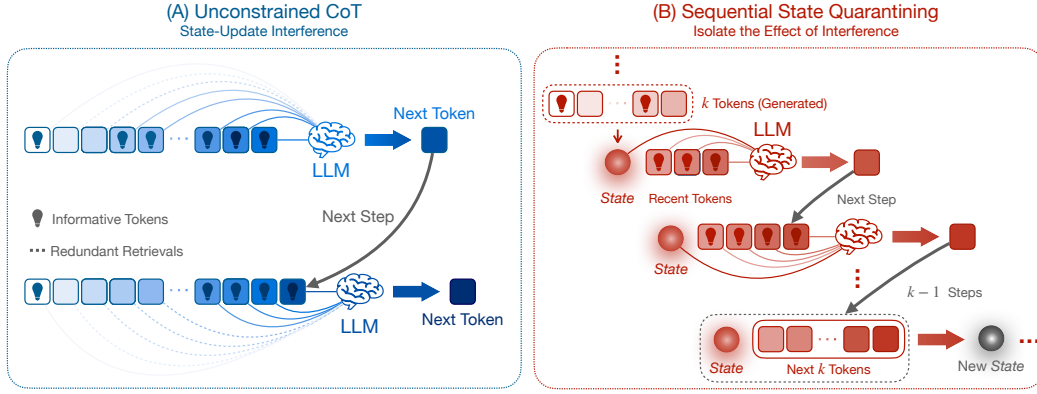 (A) Unconstrained CoT
State-Update Interference
Next Token
LLM
Next Step
Informative Tokens
Redundant Retrievals
LLM
Next Token
(B) Sequential State Quarantining
Isolate the Effect of Interference
k Tokens (Generated)
LLM
State
Recent Tokens
Next Step
State
k − 1 Steps
State
Next k Tokens
New State